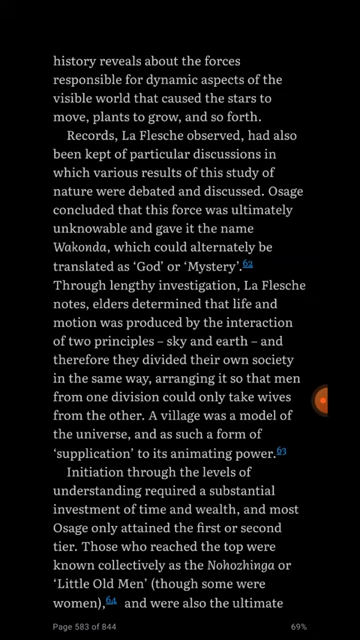 history reveals about the forces
responsible for dynamic aspects of the
visible world that caused the stars to
move, plants to grow, and so forth.
Records, La Flesche observed, had also
been kept of particular discussions in
which various results of this study of
nature were debated and discussed. Osage
concluded that this force was ultimately
unknowable and gave it the name
Wakonda, which could alternately be
translated as ‘God’ or ‘Mystery’.62
Through lengthy investigation, La Flesche
notes, elders determined that life and
motion was produced by the interaction
of two principles – sky and earth – and
therefore they divided their own society
in the same way, arranging it so that men
from one division could only take wives
from the other. A village was a model of
the universe, and as such a form of
‘supplication’ to its animating power.63
Initiation through the levels of
understanding required a substantial
investment of time and wealth, and most
Osage only attained the first or second
tier. Those who reached the top were
known collectively as the Nohozhinga or
‘Little Old Men’ (though some were
women),64 and were also the ultimate
Page 583 of 844 69%